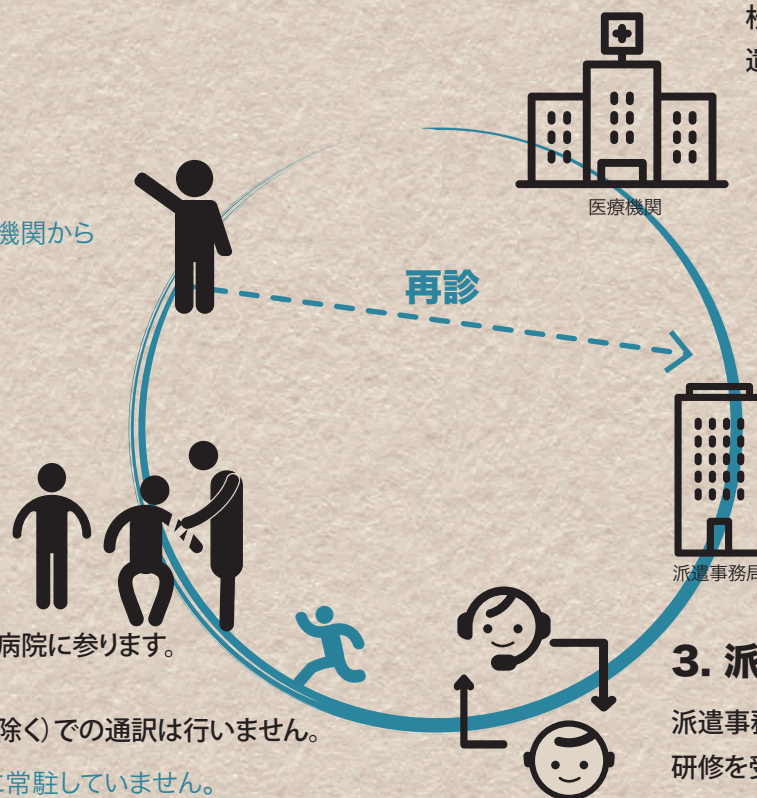 医療機関
機関から
再診
派遣事務局
病院に参ります。
3. 派
派遣事務
除く）での通訳は行いません。
研修を受
常駐していません。